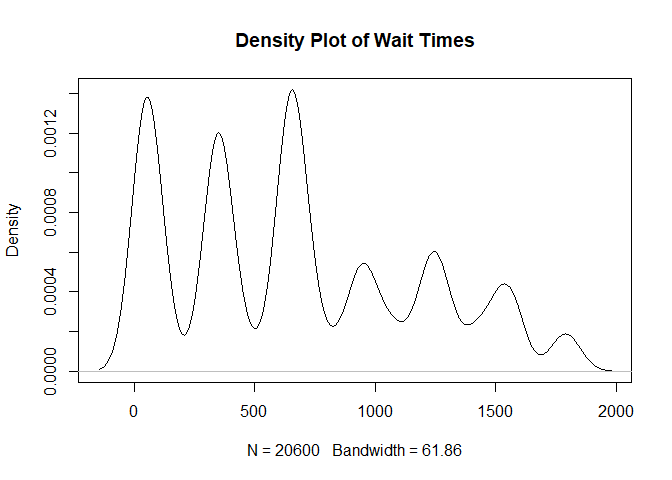 Density Plot of Wait Times
Density
0.0012
0.0008
0.0004
0.0000
0 500 1000 1500 2000
N = 20600 Bandwidth = 61.86